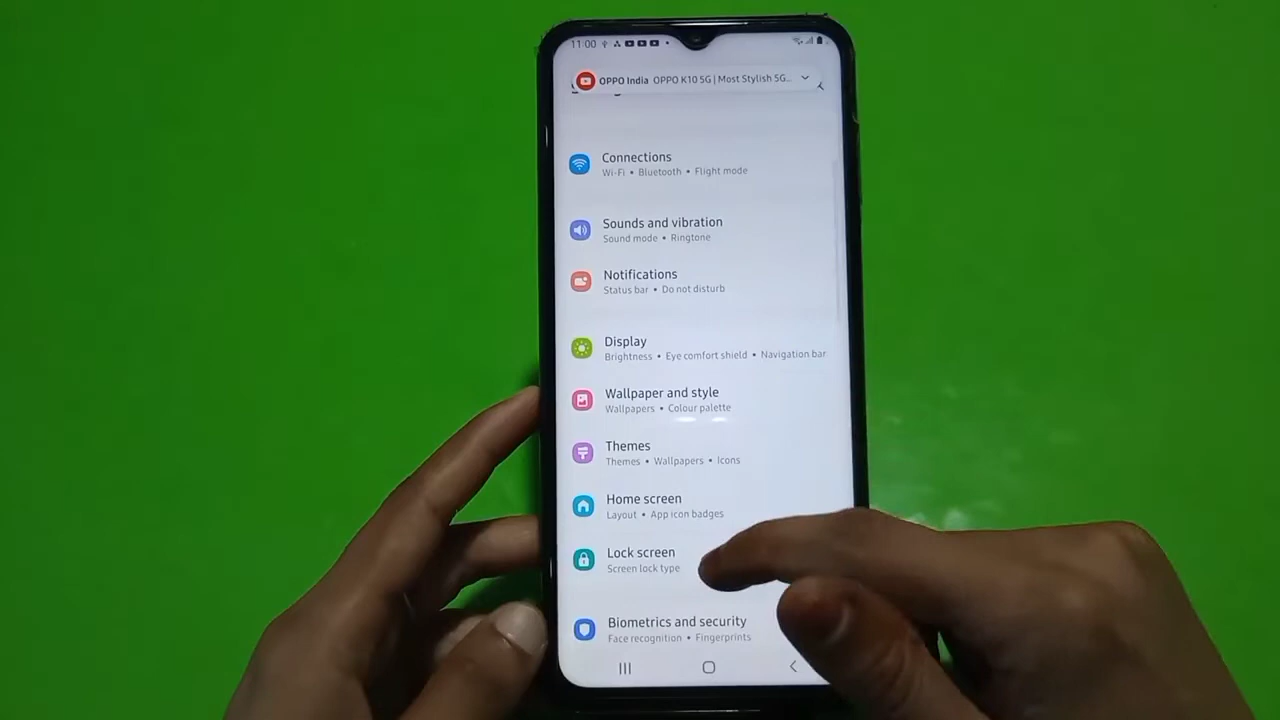 11:00
OPPO India OPPO K10 5G | Most Stylish 5G...
Connections
Wi-Fi • Bluetooth • Flight mode
Sounds and vibration
Sound mode • Ringtone
Notifications
Status bar • Do not disturb
Display
Brightness • Eye comfort shield • Navigation bar
Wallpaper and style
Wallpapers • Colour palette
Themes
Themes • Wallpapers • Icons
Home screen
Layout • App icon badges
Lock screen
Screen lock type
Biometrics and security
Face recognition • Fingerprints